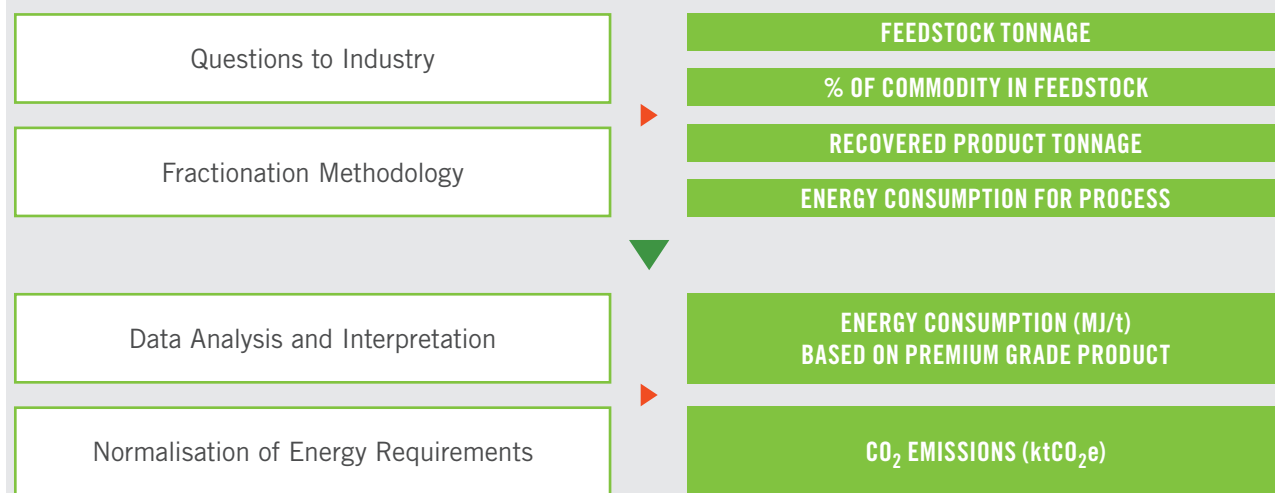 Questions to Industry
Fractionation Methodology
FEEDSTOCK TONNAGE
% OF COMMODITY IN FEEDSTOCK
RECOVERED PRODUCT TONNAGE
ENERGY CONSUMPTION FOR PROCESS
Data Analysis and Interpretation
Normalisation of Energy Requirements
ENERGY CONSUMPTION (MJ/t)
BASED ON PREMIUM GRADE PRODUCT
CO₂ EMISSIONS (ktCO₂e)